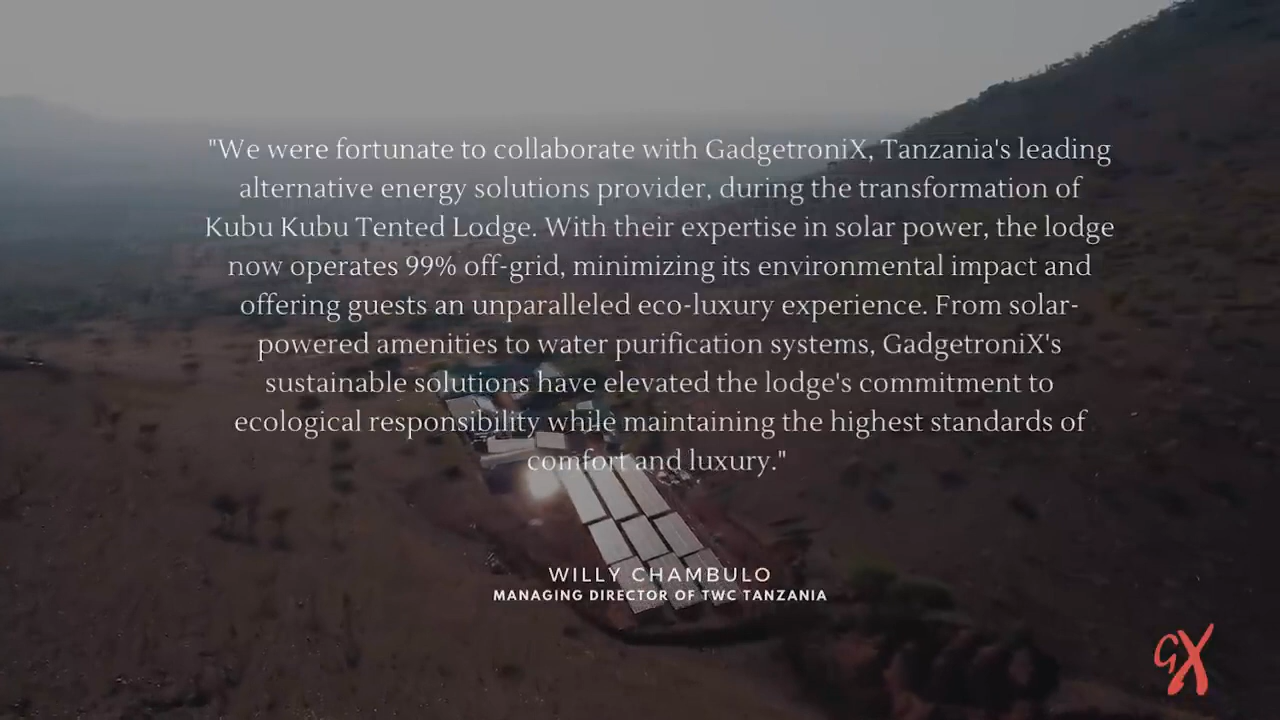 "We were fortunate to collaborate with GadgetroniX, Tanzania's leading
alternative energy solutions provider, during the transformation of
Kubu Kubu Tented Lodge. With their expertise in solar power, the lodge
now operates 99% off-grid, minimizing its environmental impact and
offering guests an unparalleled eco-luxury experience. From solar-
powered amenities to water purification systems, GadgetroniX's
sustainable solutions have elevated the lodge's commitment to
ecological responsibility while maintaining the highest standards of
comfort and luxury."
WILLY CHAMBULO
MANAGING DIRECTOR OF TWC TANZANIA
GX